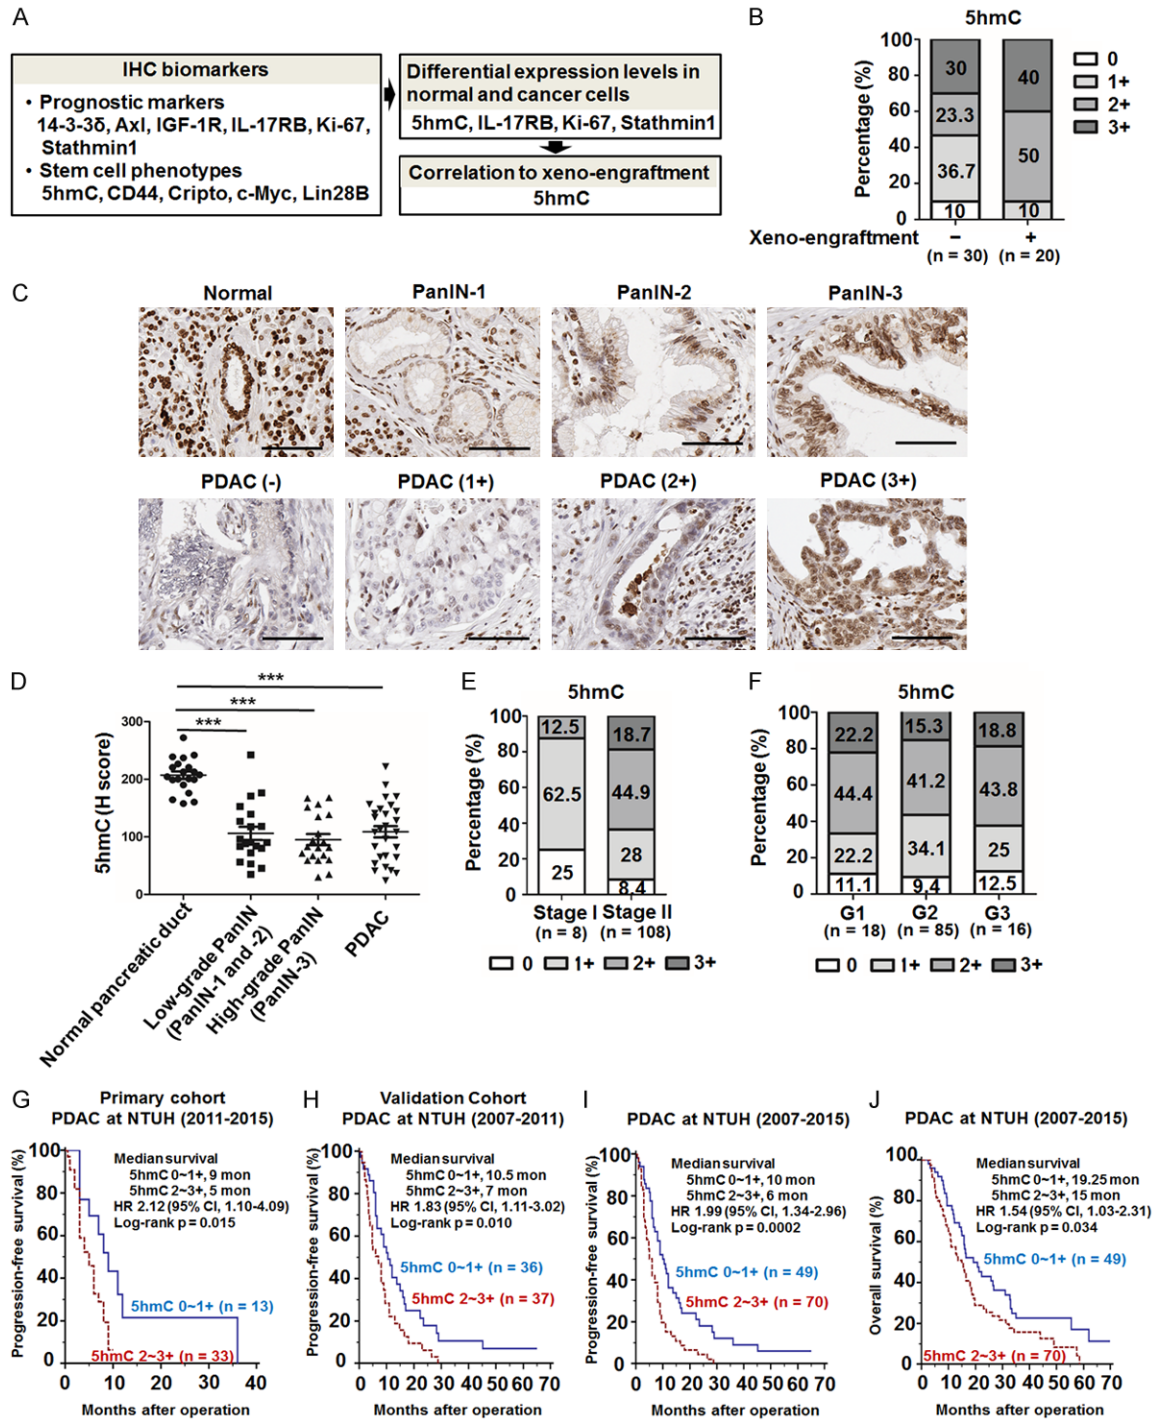 A
IHC biomarkers
• Prognostic markers
14-3-3δ, Axl, IGF-1R, IL-17RB, Ki-67,
Stathmin1
• Stem cell phenotypes
5hmC, CD44, Cripto, c-Myc, Lin28B
Differential expression levels in
normal and cancer cells
5hmC, IL-17RB, Ki-67, Stathmin1
Correlation to xeno-engraftment
5hmC
B
5hmC
Percentage (%)
100
80
60
40
20
0
30
23.3
36.7
10
40
50
10
0
1+
2+
3+
Xeno-engraftment − +
(n = 30) (n = 20)
C
Normal PanIN-1 PanIN-2 PanIN-3
PDAC (-) PDAC (1+) PDAC (2+) PDAC (3+)
D
*** 
***
***
5hmC (H score)
300
200
100
0
Normal pancreatic duct
Low-grade PanIN
(PanIN-1 and -2)
High-grade PanIN
(PanIN-3)
PDAC
E
5hmC
Percentage (%)
100
80
60
40
20
0
12.5
62.5
25
18.7
44.9
28
8.4
Stage I Stage II
(n = 8) (n = 108)
0 1+ 2+ 3+
F
5hmC
Percentage (%)
100
80
60
40
20
0
22.2
44.4
22.2
11.1
15.3
41.2
34.1
9.4
18.8
43.8
25
12.5
G1 G2 G3
(n = 18) (n = 85) (n = 16)
0 1+ 2+ 3+
G
Primary cohort
PDAC at NTUH (2011-2015)
Progression-free survival (%)
100
80
60
40
20
0
Median survival
5hmC 0~1+, 9 mon
5hmC 2~3+, 5 mon
HR 2.12 (95% CI, 1.10-4.09)
Log-rank p = 0.015
5hmC 0~1+ (n = 13)
5hmC 2~3+ (n = 33)
0 10 20 30 40
Months after operation
H
Validation Cohort
PDAC at NTUH (2007-2011)
Progression-free survival (%)
100
80
60
40
20
0
Median survival
5hmC 0~1+, 10.5 mon
5hmC 2~3+, 7 mon
HR 1.83 (95% CI, 1.11-3.02)
Log-rank p = 0.010
5hmC 0~1+ (n = 36)
5hmC 2~3+ (n = 37)
0 10 20 30 40 50 60 70
Months after operation
I
PDAC at NTUH (2007-2015)
Progression-free survival (%)
100
80
60
40
20
0
Median survival
5hmC 0~1+, 10 mon
5hmC 2~3+, 6 mon
HR 1.99 (95% CI, 1.34-2.96)
Log-rank p = 0.0002
5hmC 0~1+ (n = 49)
5hmC 2~3+ (n = 70)
0 10 20 30 40 50 60 70
Months after operation
J
PDAC at NTUH (2007-2015)
Overall survival (%)
100
80
60
40
20
0
Median survival
5hmC 0~1+, 19.25 mon
5hmC 2~3+, 15 mon
HR 1.54 (95% CI, 1.03-2.31)
Log-rank p = 0.034
5hmC 0~1+ (n = 49)
5hmC 2~3+ (n = 70)
0 10 20 30 40 50 60 70
Months after operation